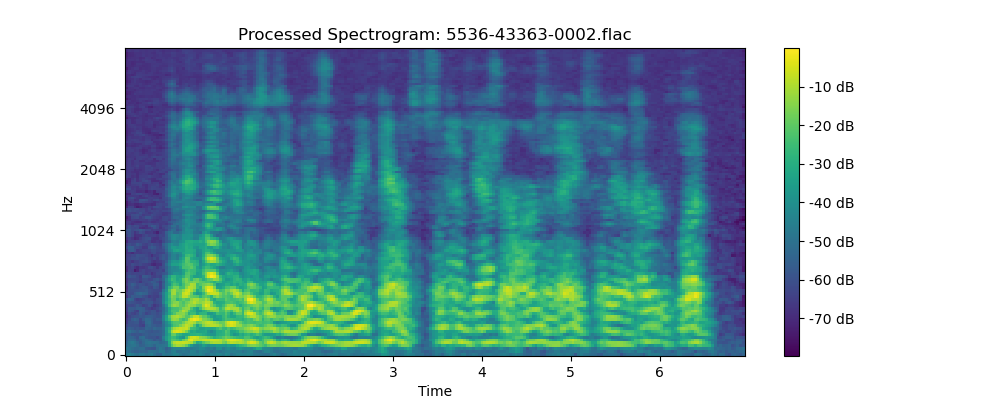 Processed Spectrogram: 5536-43363-0002.flac
Hz
4096
2048
1024
512
0
0 1 2 3 4 5 6
Time
-10 dB
-20 dB
-30 dB
-40 dB
-50 dB
-60 dB
-70 dB